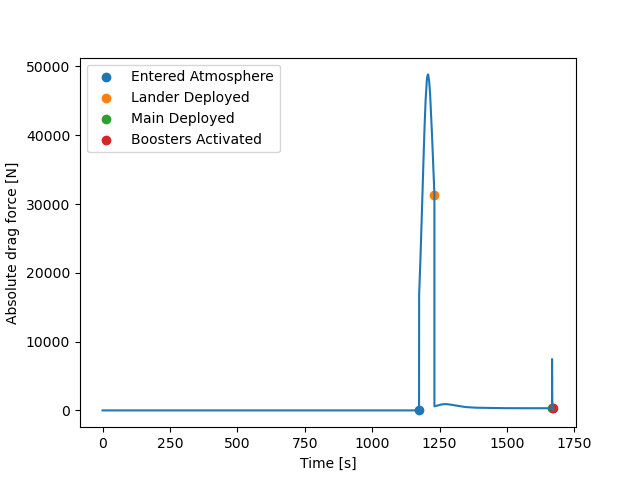 50000
40000
30000
20000
10000
0
Absolute drag force [N]
Entered Atmosphere
Lander Deployed
Main Deployed
Boosters Activated
0 250 500 750 1000 1250 1500 1750
Time [s]